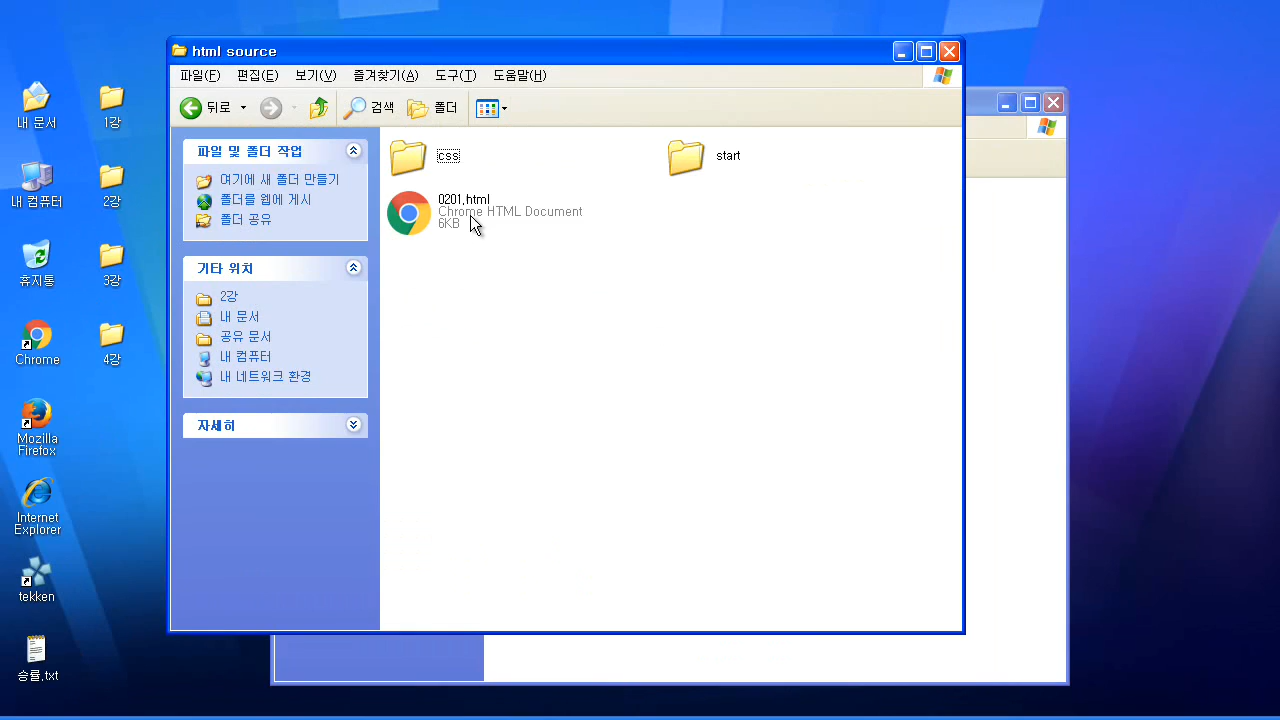 html source
파일(F) 편집(E) 보기(V) 즐겨찾기(A) 도구(T) 도움말(H)
뒤로 검색 폴더
파일 및 폴더 작업
여기에 새 폴더 만들기
폴더를 웹에 게시
폴더 공유
기타 위치
2강
내 문서
공유 문서
내 컴퓨터
내 네트워크 환경
자세히
css
start
0201.html
Chrome HTML Document
6KB
내 문서
1강
내 컴퓨터
2강
휴지통
3강
Chrome
4강
Mozilla
Firefox
Internet
Explorer
tekken
승률.txt